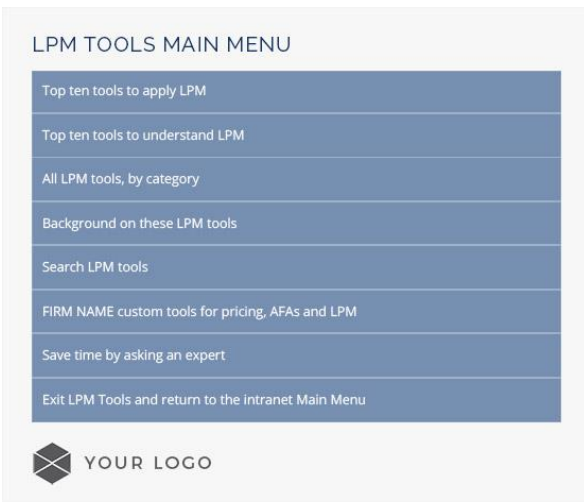 LPM TOOLS MAIN MENU
Top ten tools to apply LPM
Top ten tools to understand LPM
All LPM tools, by category
Background on these LPM tools
Search LPM tools
FIRM NAME custom tools for pricing, AFAs and LPM
Save time by asking an expert
Exit LPM Tools and return to the intranet Main Menu
YOUR LOGO